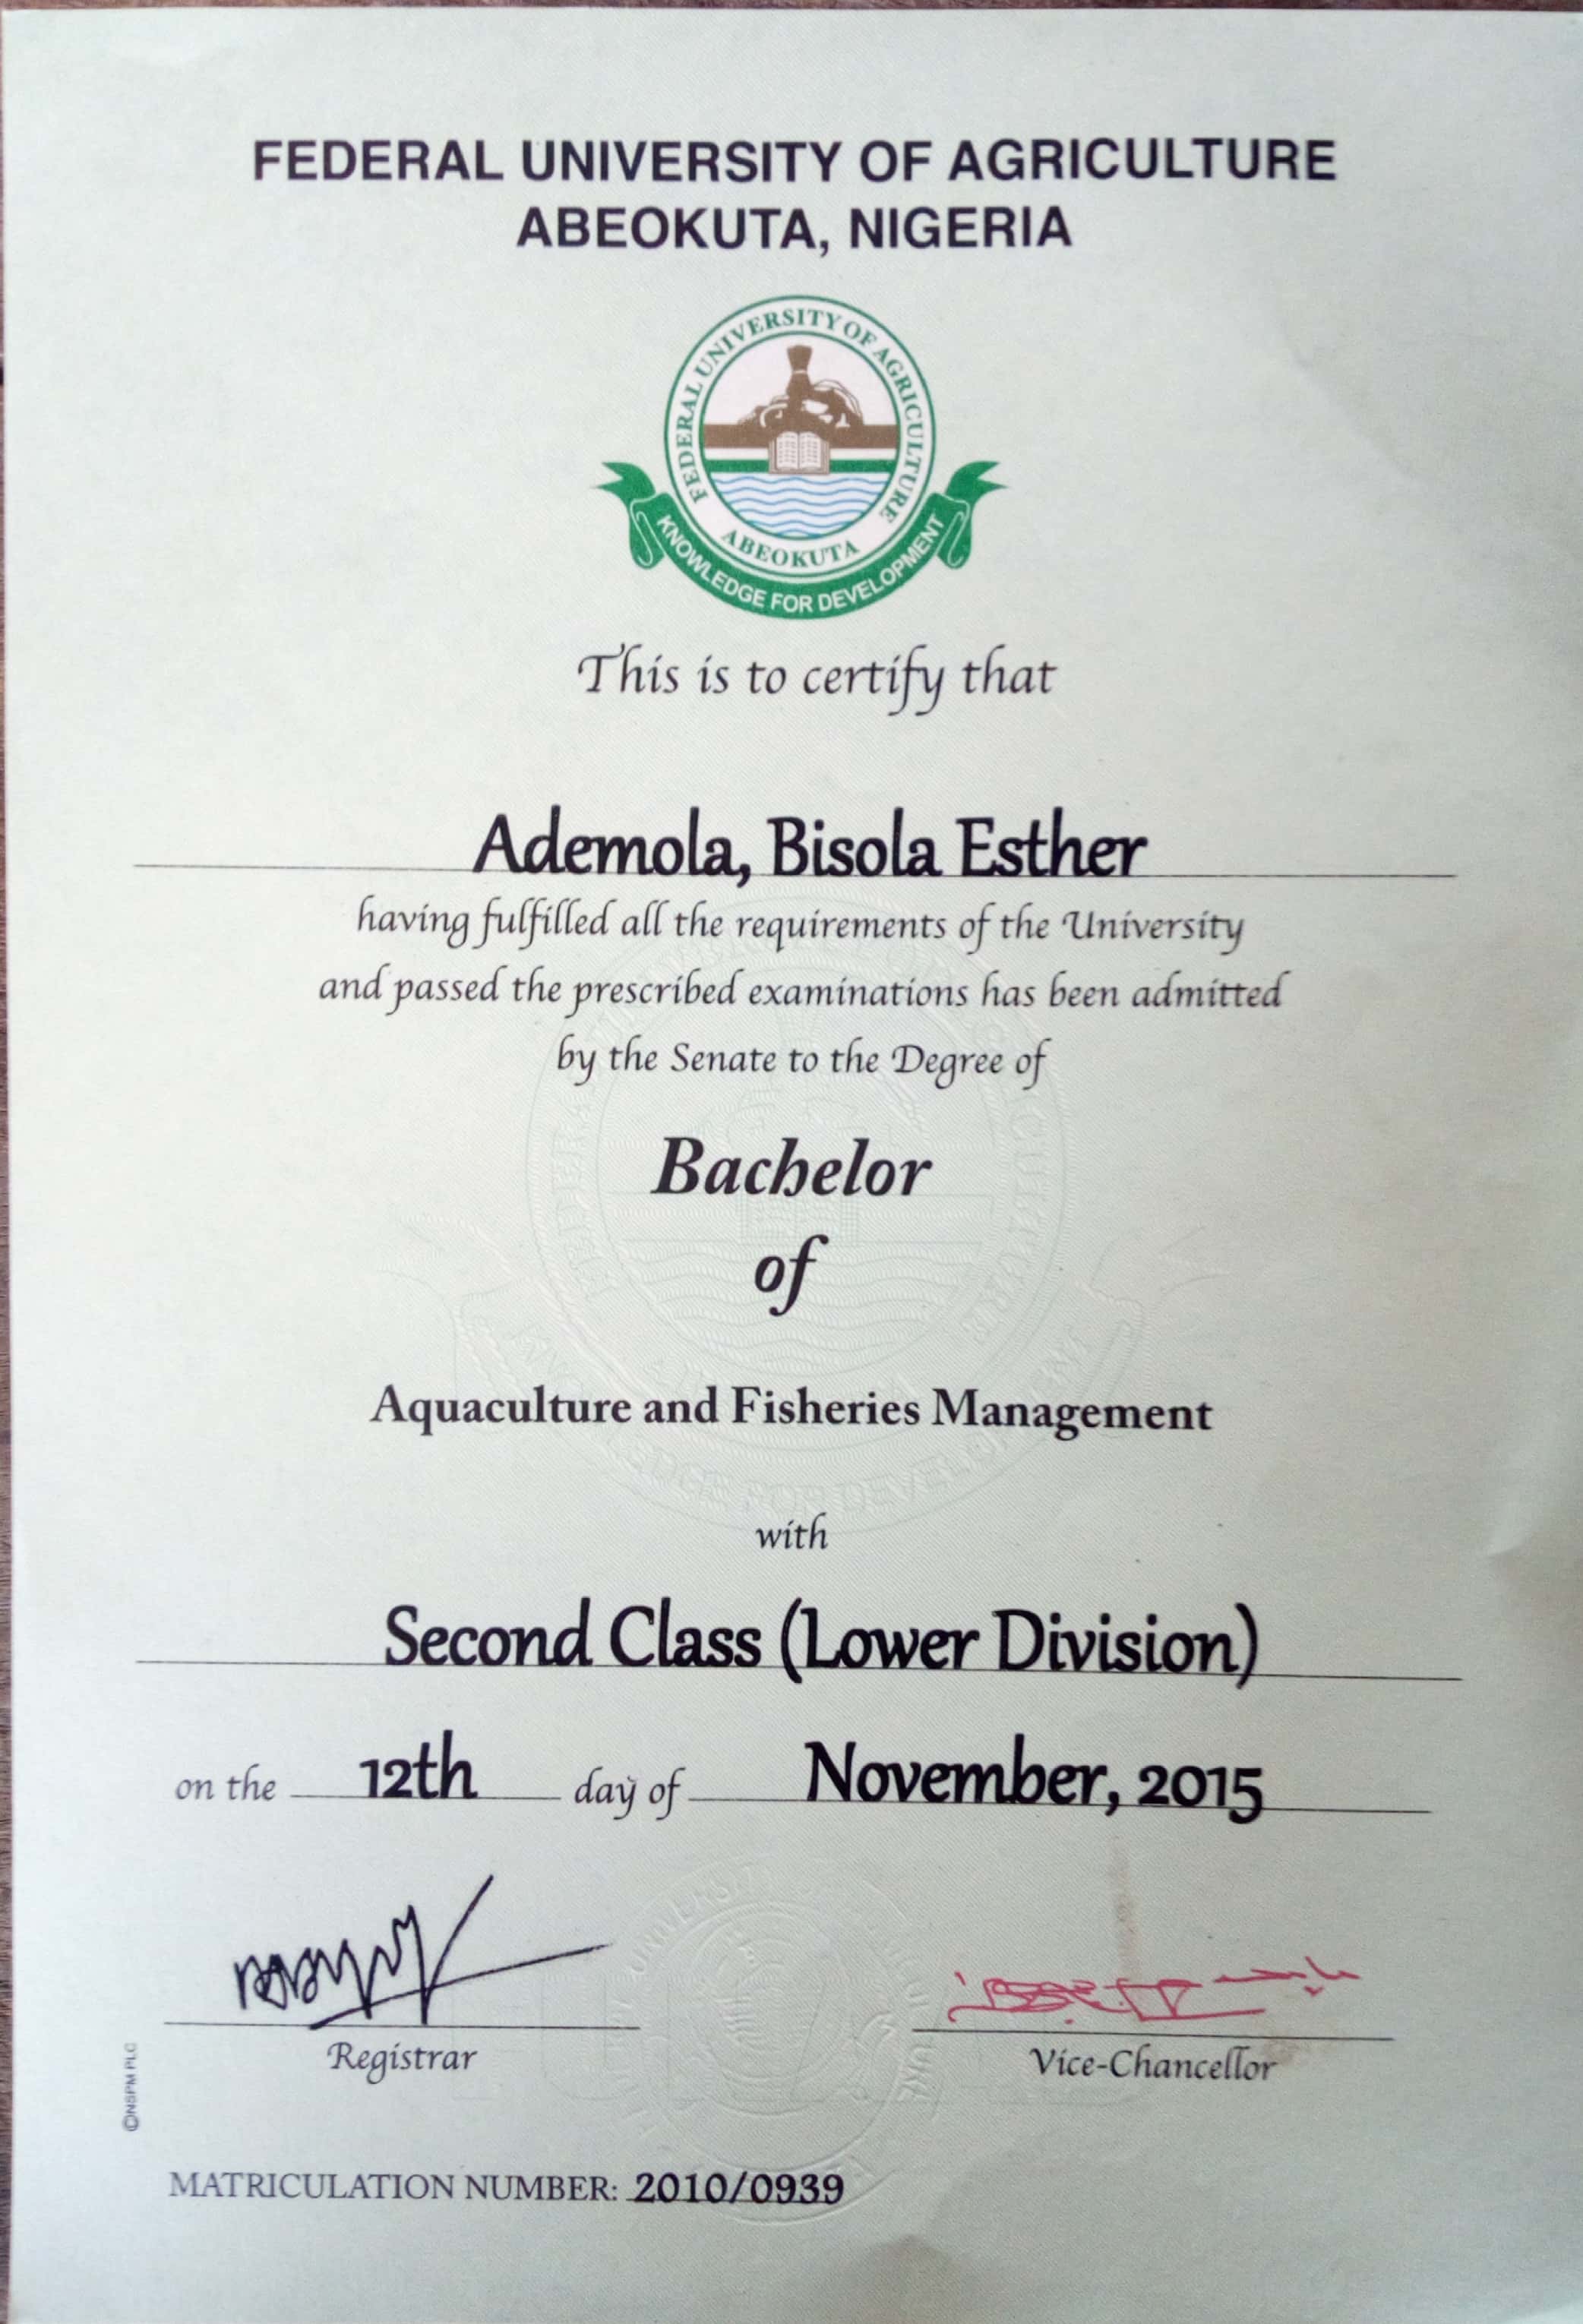 FEDERAL UNIVERSITY OF AGRICULTURE
ABEOKUTA, NIGERIA
FEDERAL UNIVERSITY OF AGRICULTURE
ABEOKUTA
KNOWLEDGE FOR DEVELOPMENT
This is to certify that
Ademola, Bisola Esther
having fulfilled all the requirements of the University
and passed the prescribed examinations has been admitted
by the Senate to the Degree of
Bachelor
of
Aquaculture and Fisheries Management
with
Second Class (Lower Division)
on the 12th day of November, 2015
Registrar
Vice-Chancellor
©NSPM PLC
MATRICULATION NUMBER: 2010/0939